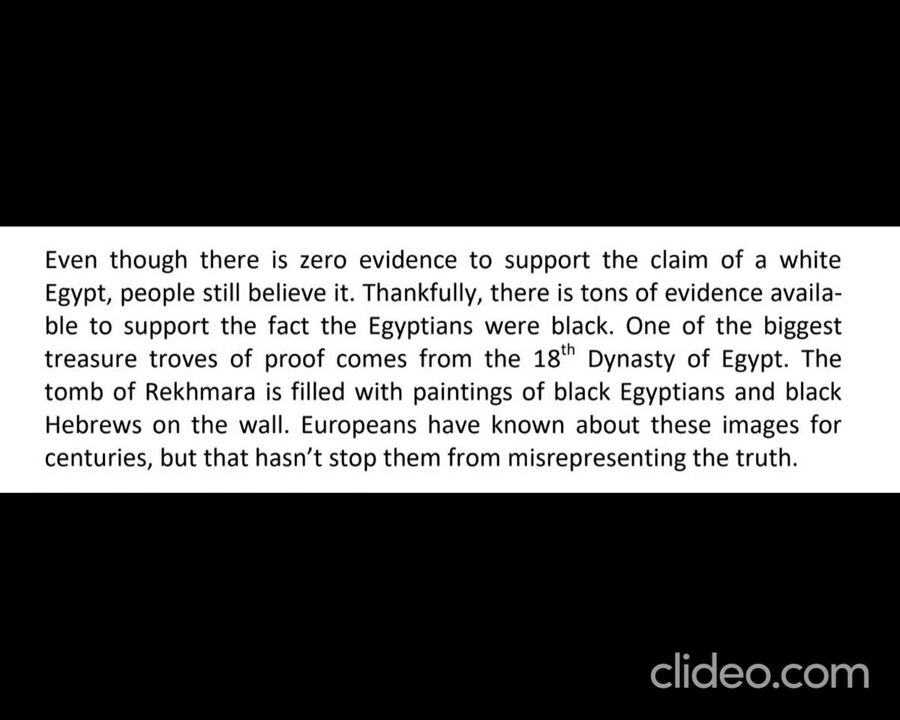 Even though there is zero evidence to support the claim of a white
Egypt, people still believe it. Thankfully, there is tons of evidence availa-
ble to support the fact the Egyptians were black. One of the biggest
treasure troves of proof comes from the 18th Dynasty of Egypt. The
tomb of Rekhmara is filled with paintings of black Egyptians and black
Hebrews on the wall. Europeans have known about these images for
centuries, but that hasn't stop them from misrepresenting the truth.
clideo.com